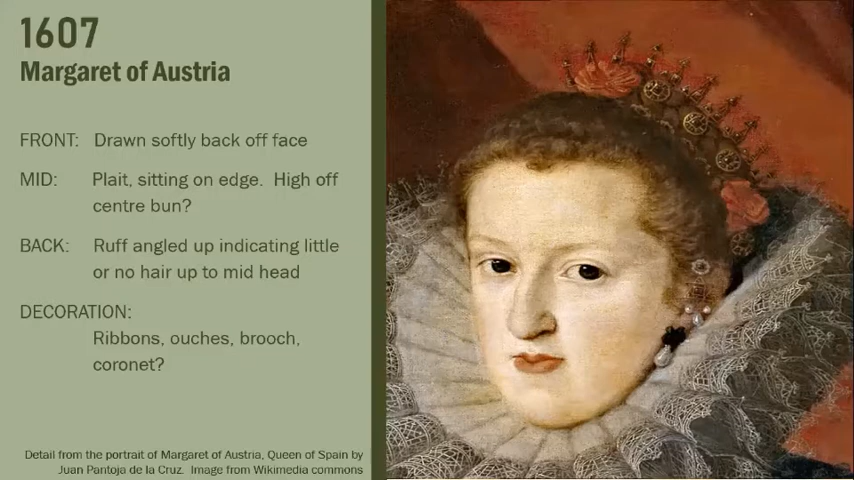 1607
Margaret of Austria
FRONT: Drawn softly back off face
MID: Plait, sitting on edge. High off
centre bun?
BACK: Ruff angled up indicating little
or no hair up to mid head
DECORATION:
Ribbons, ouches, brooch,
coronet?
Detail from the portrait of Margaret of Austria, Queen of Spain by
Juan Pantoja de la Cruz. Image from Wikimedia commons